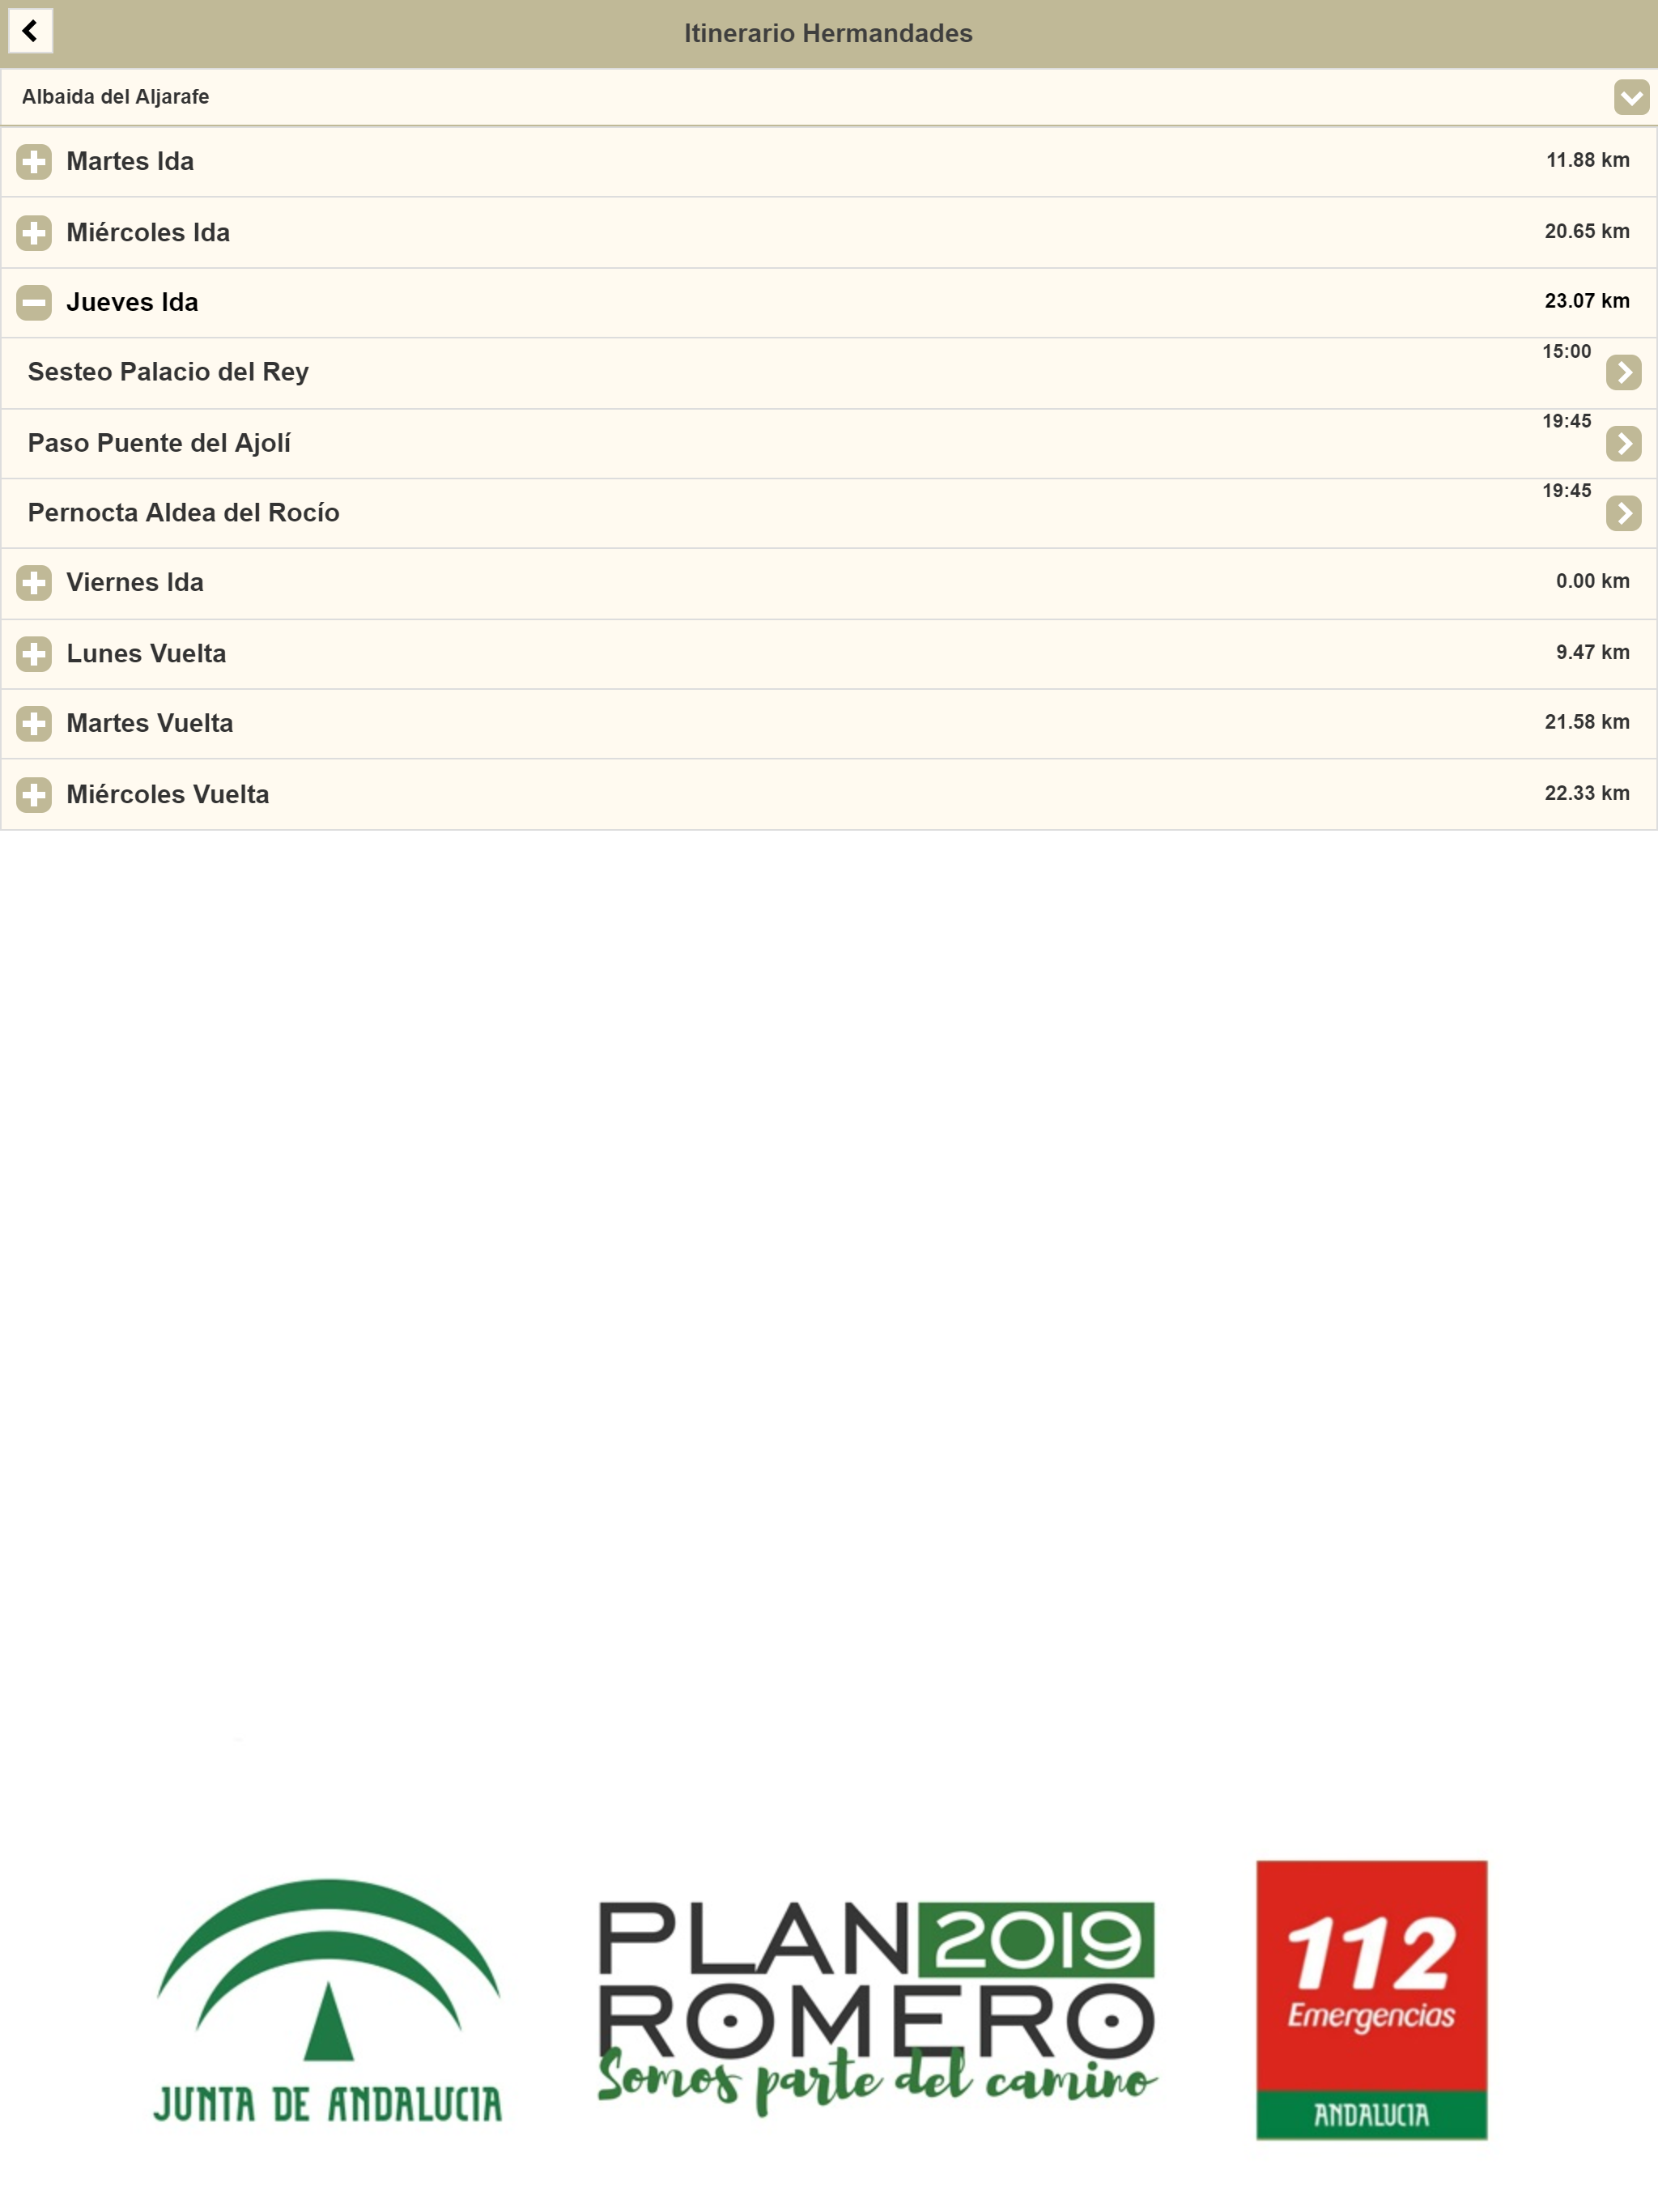 Itinerario Hermandades
Albaida del Aljarafe
Martes Ida 11.88 km
Miércoles Ida 20.65 km
Jueves Ida 23.07 km
Sesteo Palacio del Rey 15:00
Paso Puente del Ajolí 19:45
Pernocta Aldea del Rocío 19:45
Viernes Ida 0.00 km
Lunes Vuelta 9.47 km
Martes Vuelta 21.58 km
Miércoles Vuelta 22.33 km
JUNTA DE ANDALUCIA
PLAN 2019
ROMERO
Somos parte del camino
112
Emergencias
ANDALUCIA